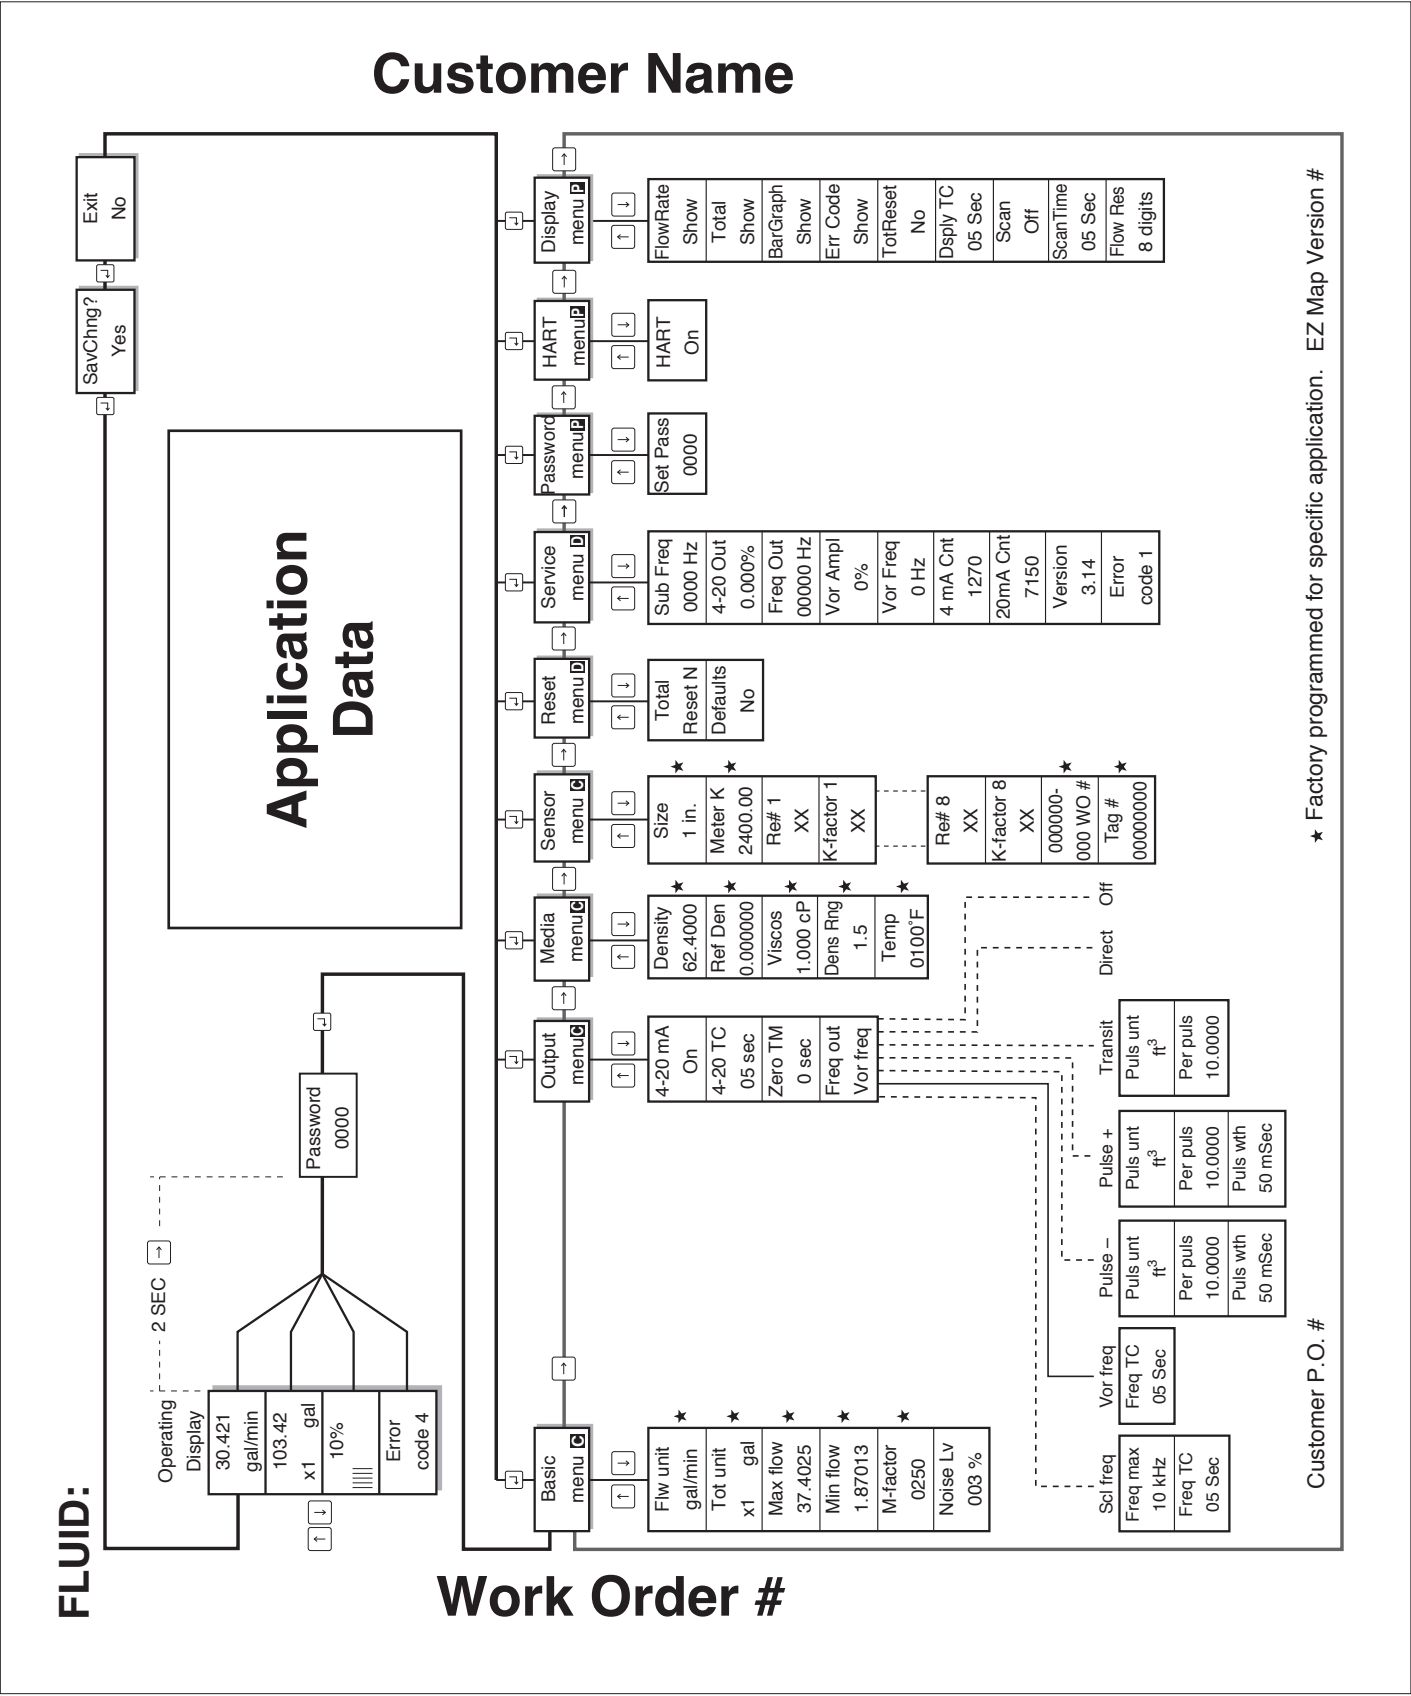 Customer Name
FLUID:
Work Order #
Operating
Display
30.421
gal/min
103.42
x1 gal
10%
Error
code 4
2 SEC
Password
0000
Application
Data
SavChng?
Yes
Exit
No
Basic
menu C
Flw unit
gal/min
Tot unit
x1 gal
Max flow
37.4025
Min flow
1.87013
M-factor
0250
Noise Lv
003 %
Output
menu C
4-20 mA
On
4-20 TC
05 sec
Zero TM
0 sec
Freq out
Vor freq
Media
menu C
Density
62.4000
Ref Den
0.000000
Viscos
1.000 cP
Dens Rng
1.5
Temp
0100°F
Sensor
menu C
Size
1 in.
Meter K
2400.00
Re# 1
XX
K-factor 1
XX
Re# 8
XX
K-factor 8
XX
000000-
000 WO #
Tag #
00000000
Reset
menu D
Total
Reset N
Defaults
No
Service
menu D
Sub Freq
0000 Hz
4-20 Out
0.000%
Freq Out
00000 Hz
Vor Ampl
0%
Vor Freq
0 Hz
4 mA Cnt
1270
20mA Cnt
7150
Version
3.14
Error
code 1
Password
menu P
Set Pass
0000
HART
menu P
HART
On
Display
menu P
FlowRate
Show
Total
Show
BarGraph
Show
Err Code
Show
TotReset
No
Dsply TC
05 Sec
Scan
Off
ScanTime
05 Sec
Flow Res
8 digits
Scl freq
Freq max
10 kHz
Freq TC
05 Sec
Vor freq
Freq TC
05 Sec
Pulse –
Puls unt
ft³
Per puls
10.0000
Puls wth
50 mSec
Pulse +
Puls unt
ft³
Per puls
10.0000
Puls wth
50 mSec
Transit
Puls unt
ft³
Per puls
10.0000
Direct
Off
Customer P.O. #
★ Factory programmed for specific application. EZ Map Version #